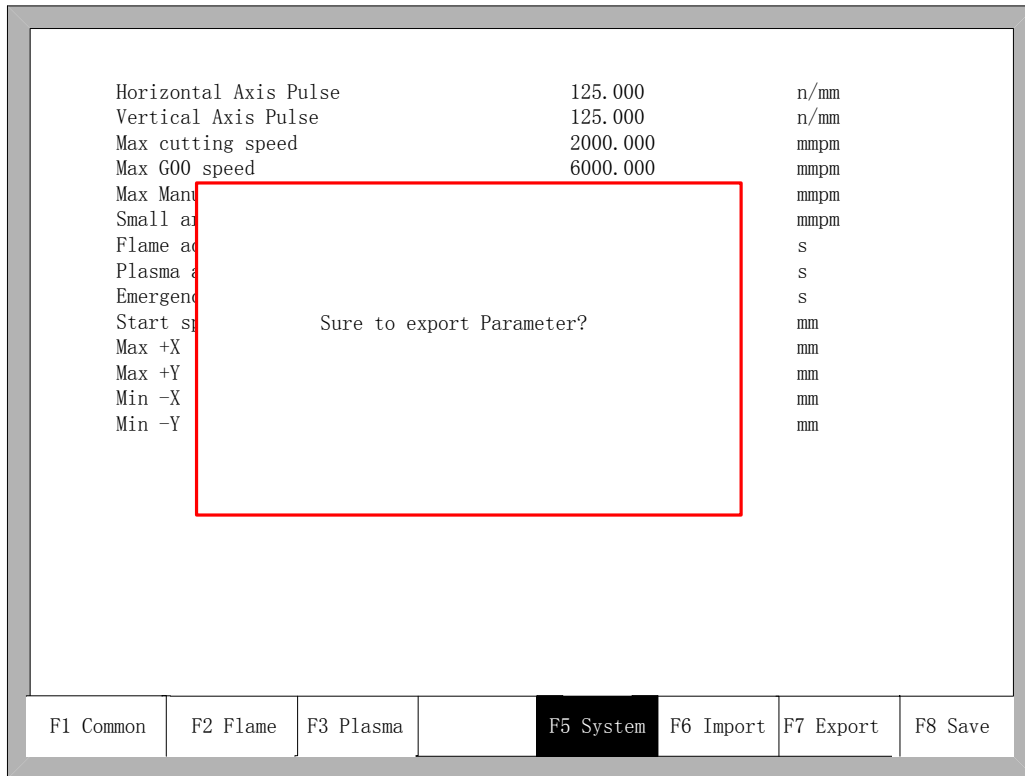 Horizontal Axis Pulse 125.000 n/mm
Vertical Axis Pulse 125.000 n/mm
Max cutting speed 2000.000 mmpm
Max G00 speed 6000.000 mmpm
Max mmpm
Small mmpm
Flame s
Plasma s
s
Start mm
Sure to export Parameter?
Max +X mm
Max +Y mm
Min -X mm
Min -Y mm
F1 Common F2 Flame F3 Plasma F5 System F6 Import F7 Export F8 Save